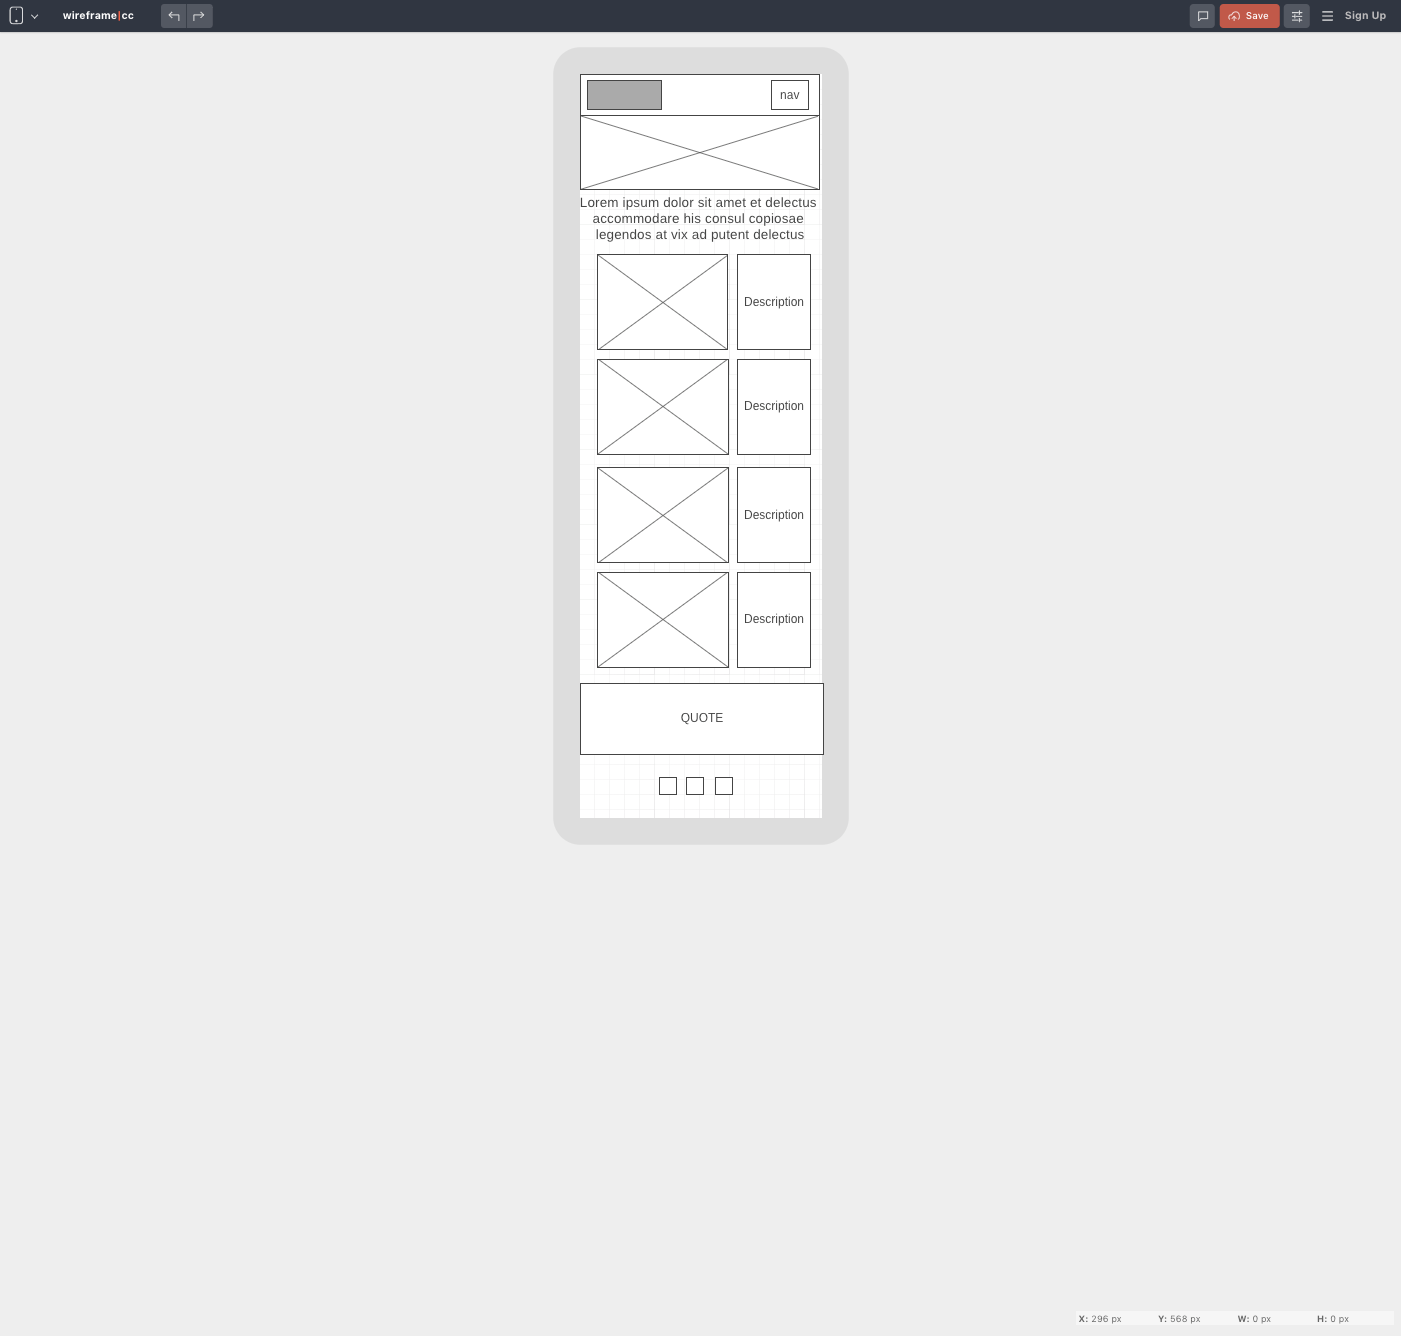 wireframe|cc
Save
Sign Up
nav
Lorem ipsum dolor sit amet et delectus
accommodare his consul copiosae
legendos at vix ad putent delectus
Description
Description
Description
Description
QUOTE
X: 296 px Y: 568 px W: 0 px H: 0 px